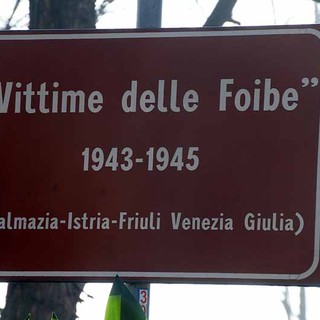 Vittime delle Foibe”
1943-1945
almazia-Istria-Friuli Venezia Giulia)